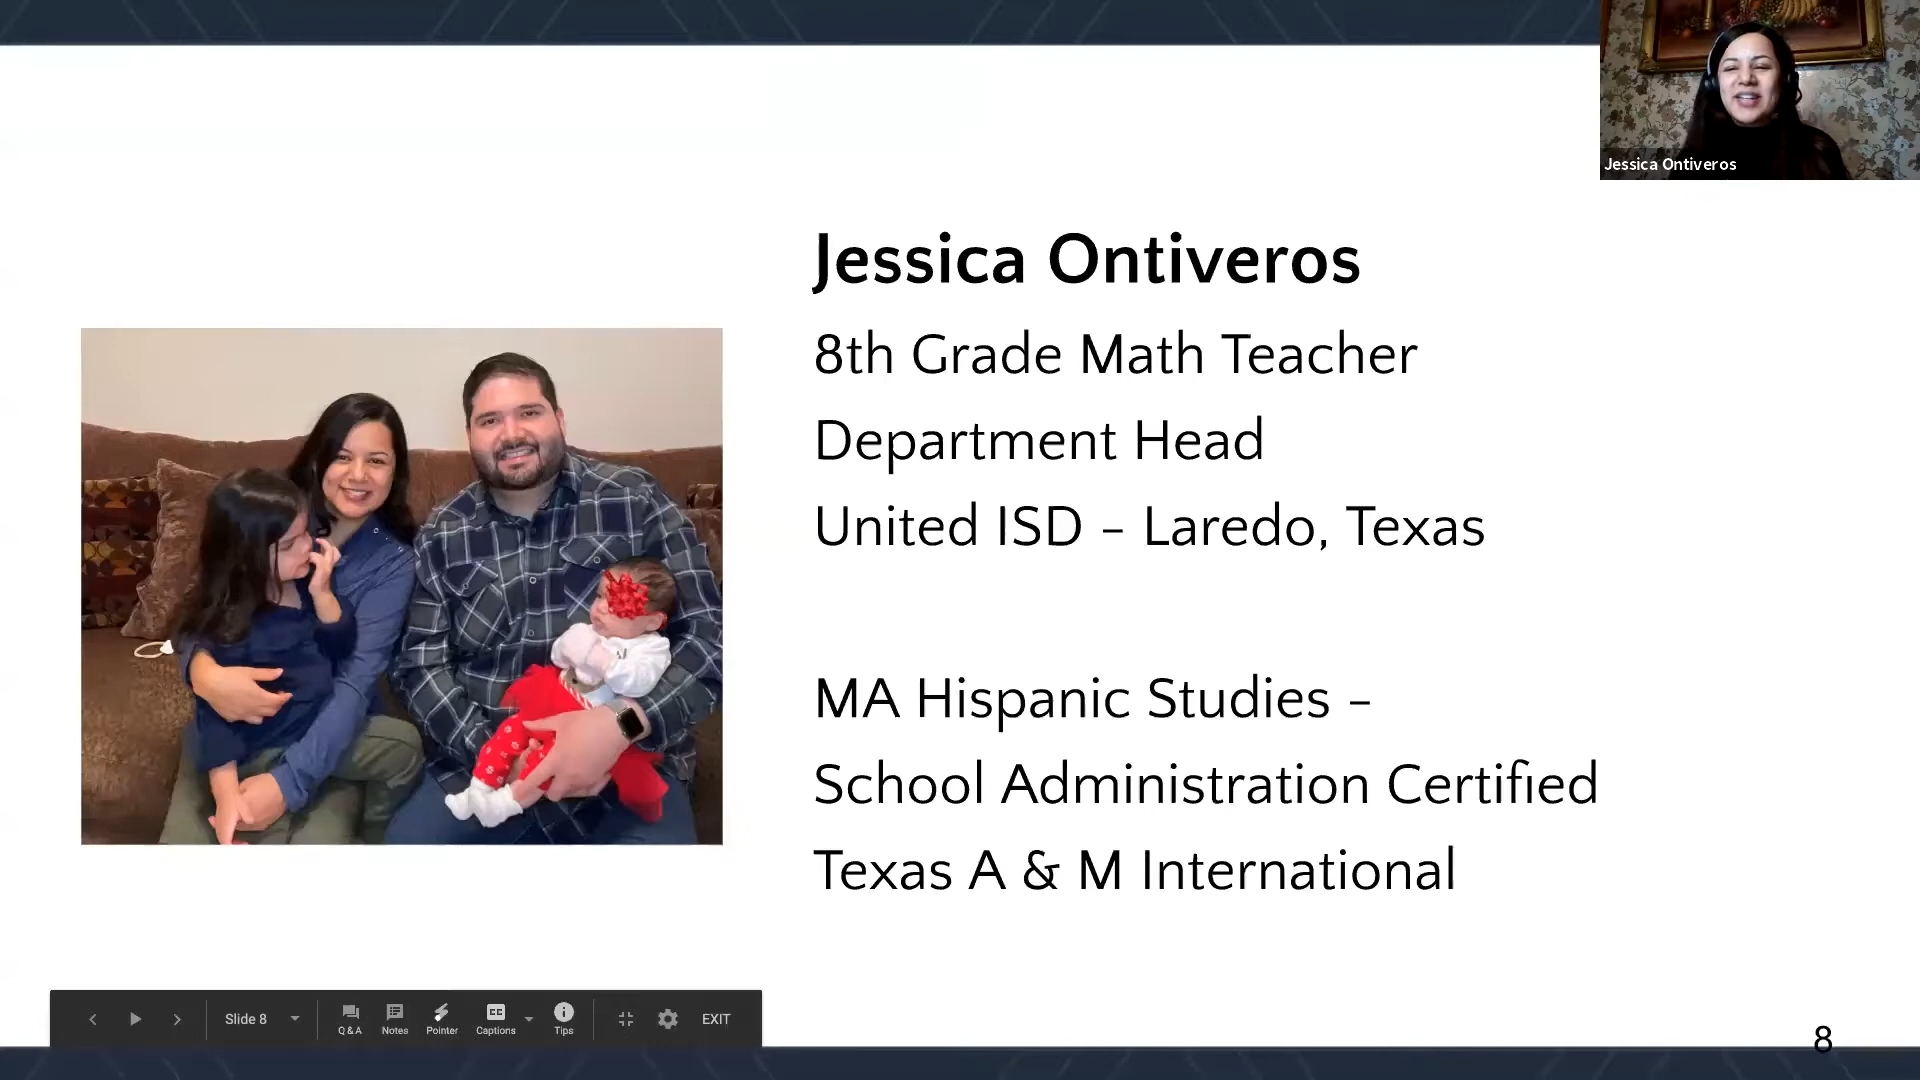 Jessica Ontiveros
Jessica Ontiveros
8th Grade Math Teacher
Department Head
United ISD – Laredo, Texas
MA Hispanic Studies –
School Administration Certified
Texas A & M International
Slide 8
Q & A
Notes
Pointer
CC
Captions
Tips
EXIT
8